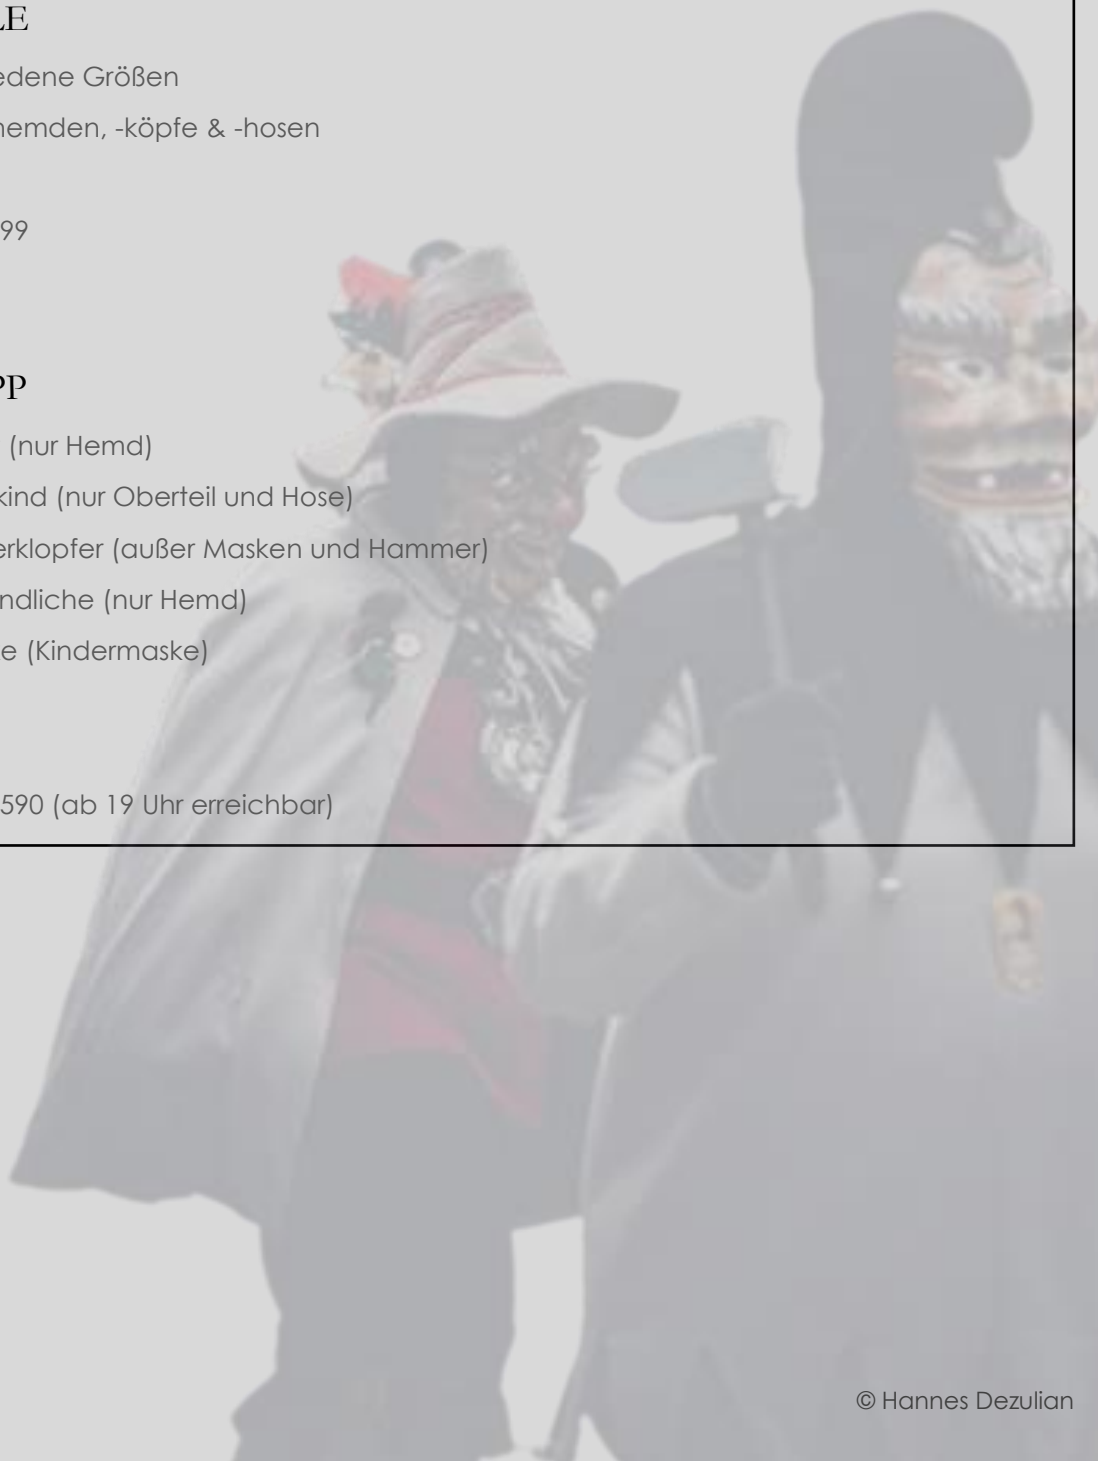 LE
edene Größen
hemden, -köpfe & -hosen
99
PP
(nur Hemd)
kind (nur Oberteil und Hose)
erklopfer (außer Masken und Hammer)
ndliche (nur Hemd)
e (Kindermaske)
590 (ab 19 Uhr erreichbar)
© Hannes Dezulian